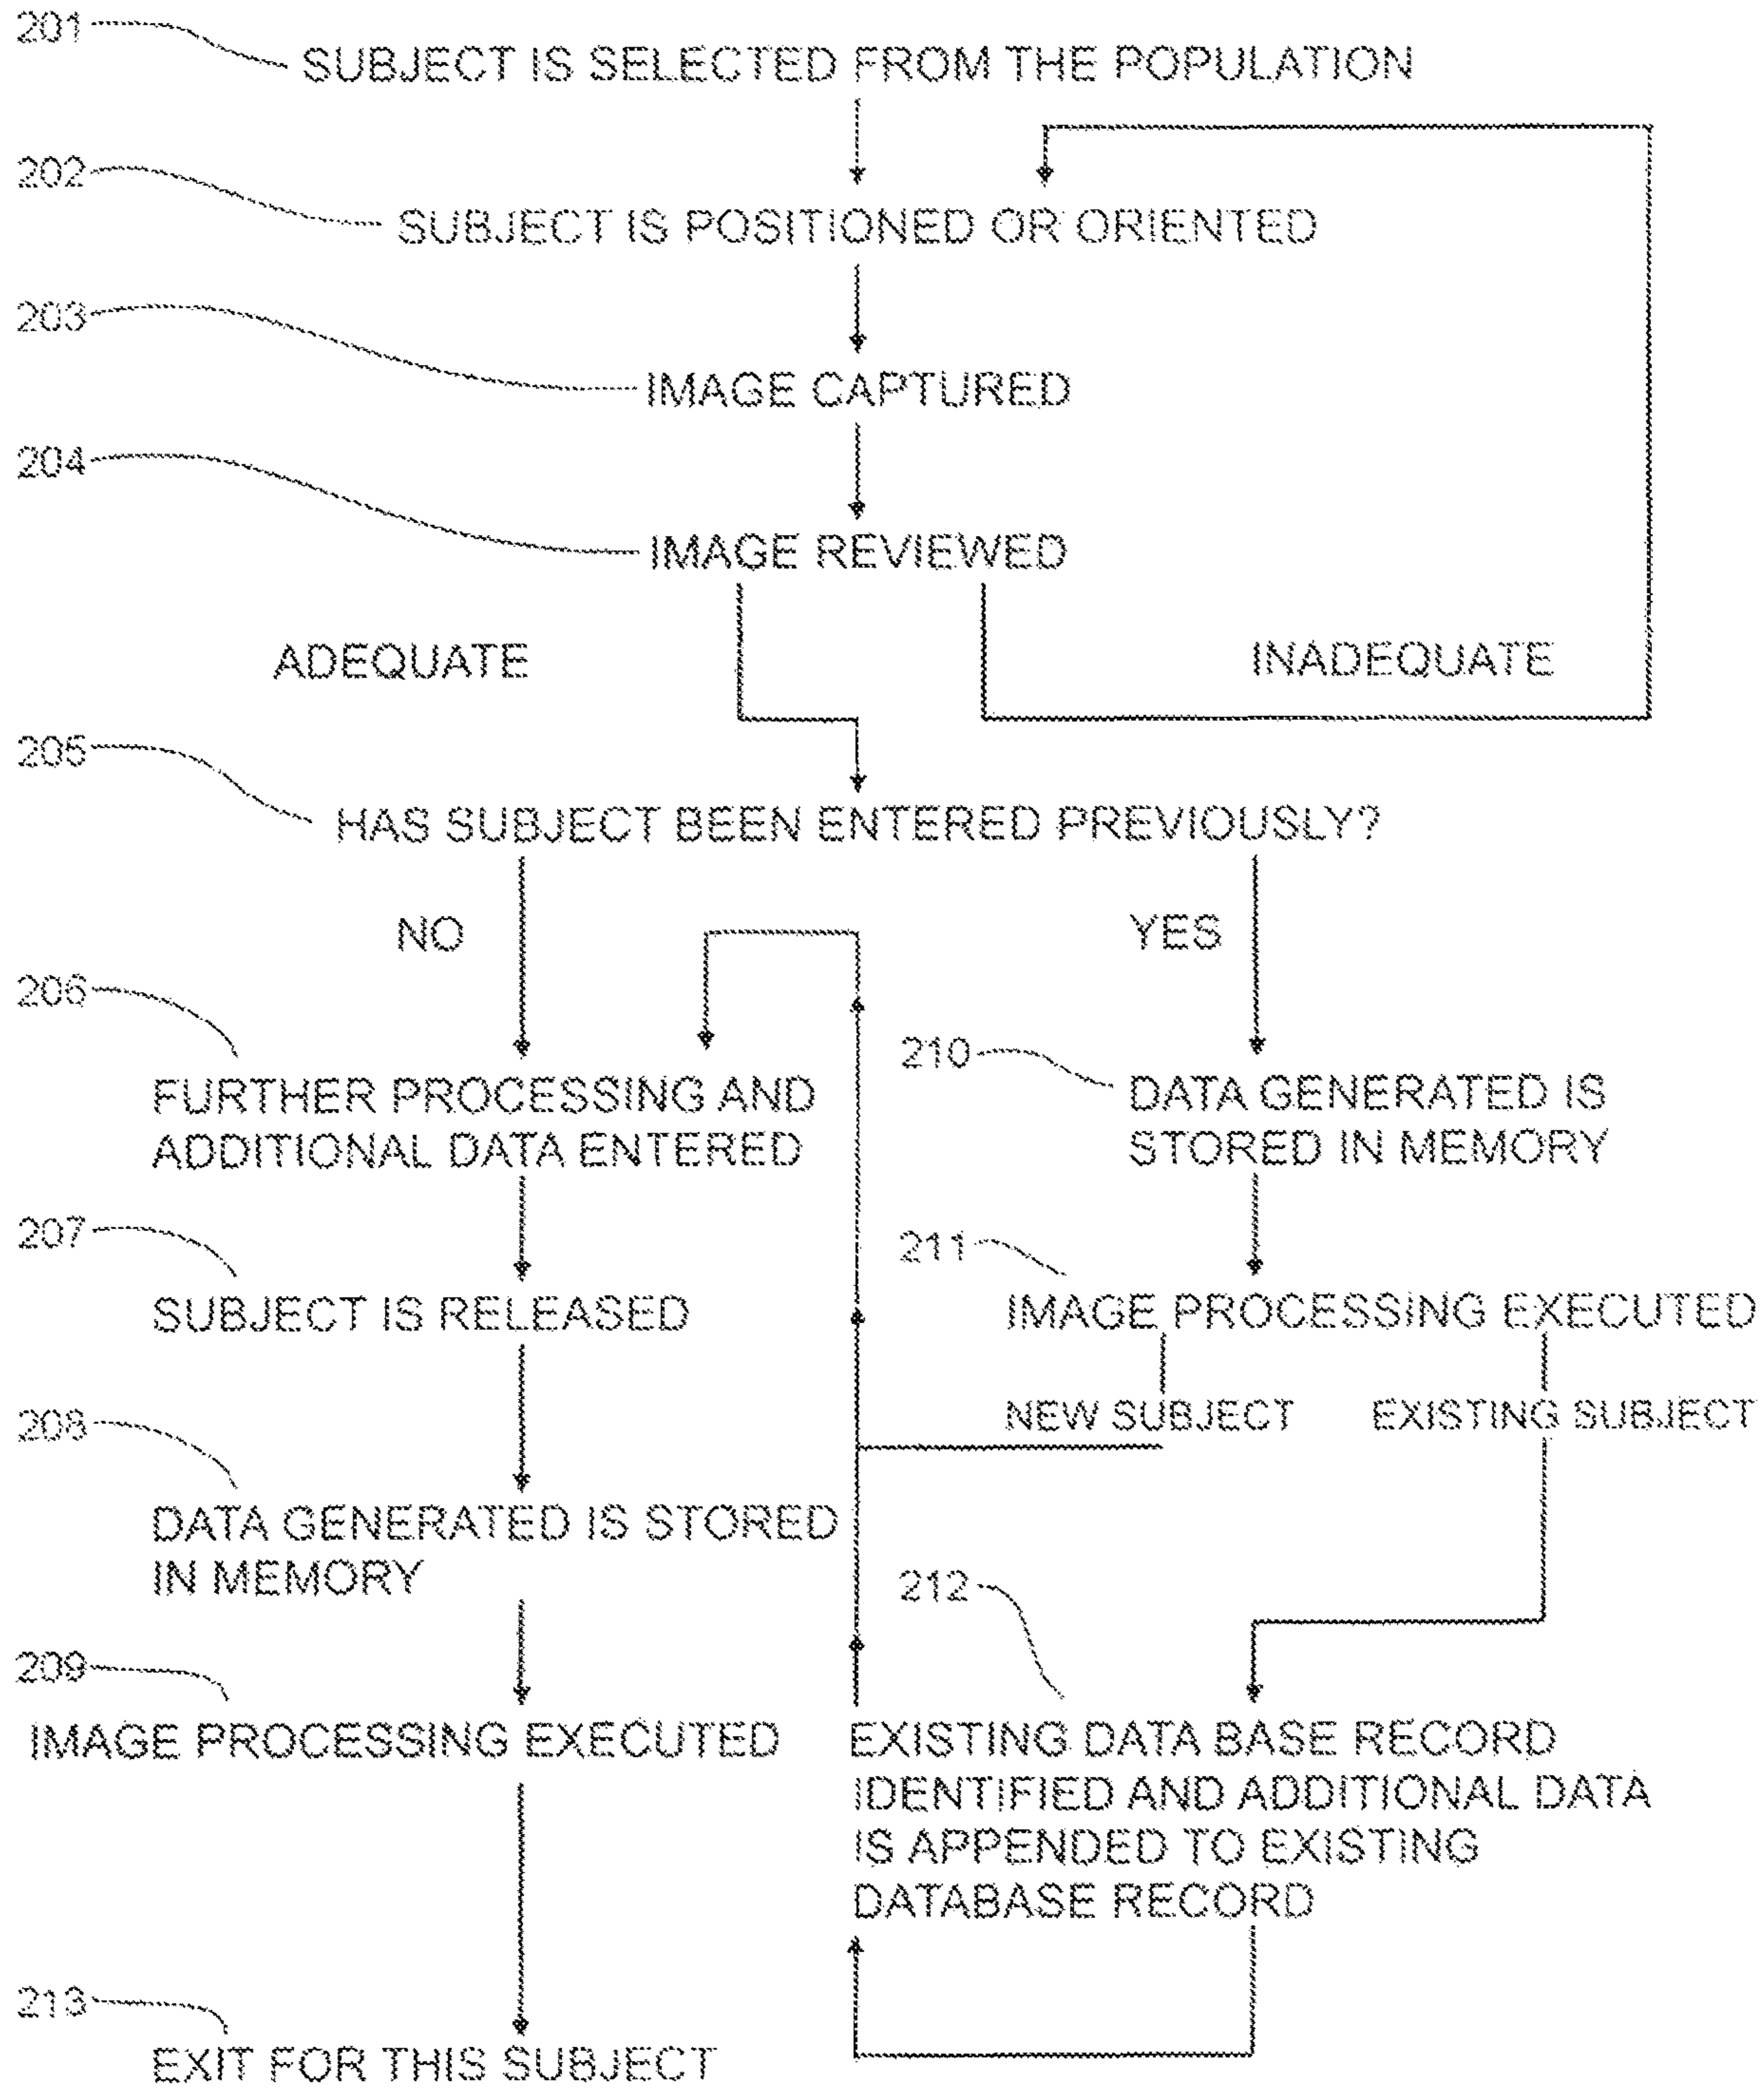 201
SUBJECT IS SELECTED FROM THE POPULATION
202
SUBJECT IS POSITIONED OR ORIENTED
203
IMAGE CAPTURED
204
IMAGE REVIEWED
ADEQUATE
INADEQUATE
205
HAS SUBJECT BEEN ENTERED PREVIOUSLY?
NO
YES
206
FURTHER PROCESSING AND
ADDITIONAL DATA ENTERED
210
DATA GENERATED IS
STORED IN MEMORY
207
SUBJECT IS RELEASED
211
IMAGE PROCESSING EXECUTED
NEW SUBJECT
EXISTING SUBJECT
208
DATA GENERATED IS STORED
IN MEMORY
212
209
IMAGE PROCESSING EXECUTED
EXISTING DATA BASE RECORD
IDENTIFIED AND ADDITIONAL DATA
IS APPENDED TO EXISTING
DATABASE RECORD
213
EXIT FOR THIS SUBJECT